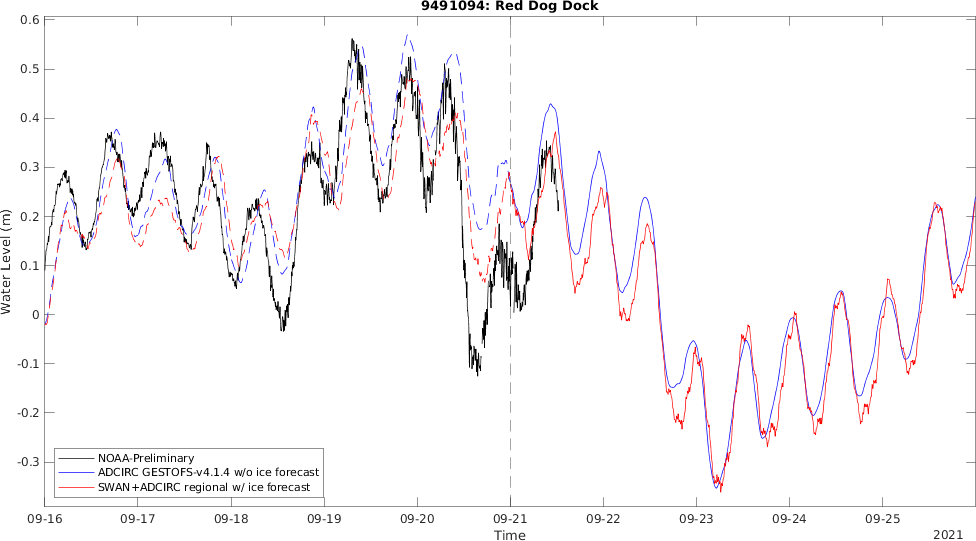 9491094: Red Dog Dock
0.6
0.5
0.4
0.3
0.2
0.1
0
-0.1
-0.2
-0.3
Water Level (m)
NOAA-Preliminary
ADCIRC GESTOFS-v4.1.4 w/o ice forecast
SWAN+ADCIRC regional w/ ice forecast
09-16 09-17 09-18 09-19 09-20 09-21 09-22 09-23 09-24 09-25
Time
2021